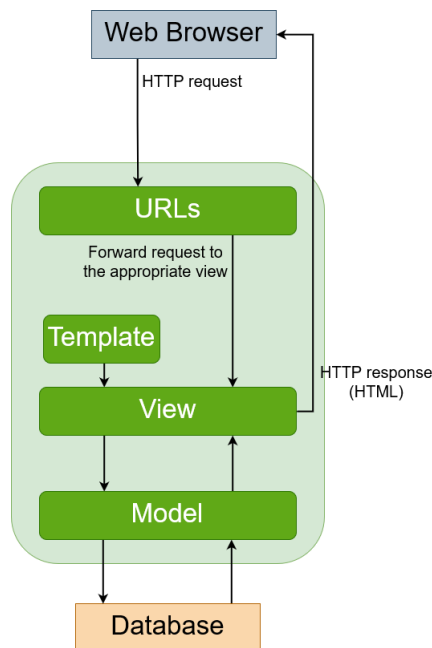 Web Browser
HTTP request
URLs
Forward request to
the appropriate view
Template
HTTP response
(HTML)
View
Model
Database